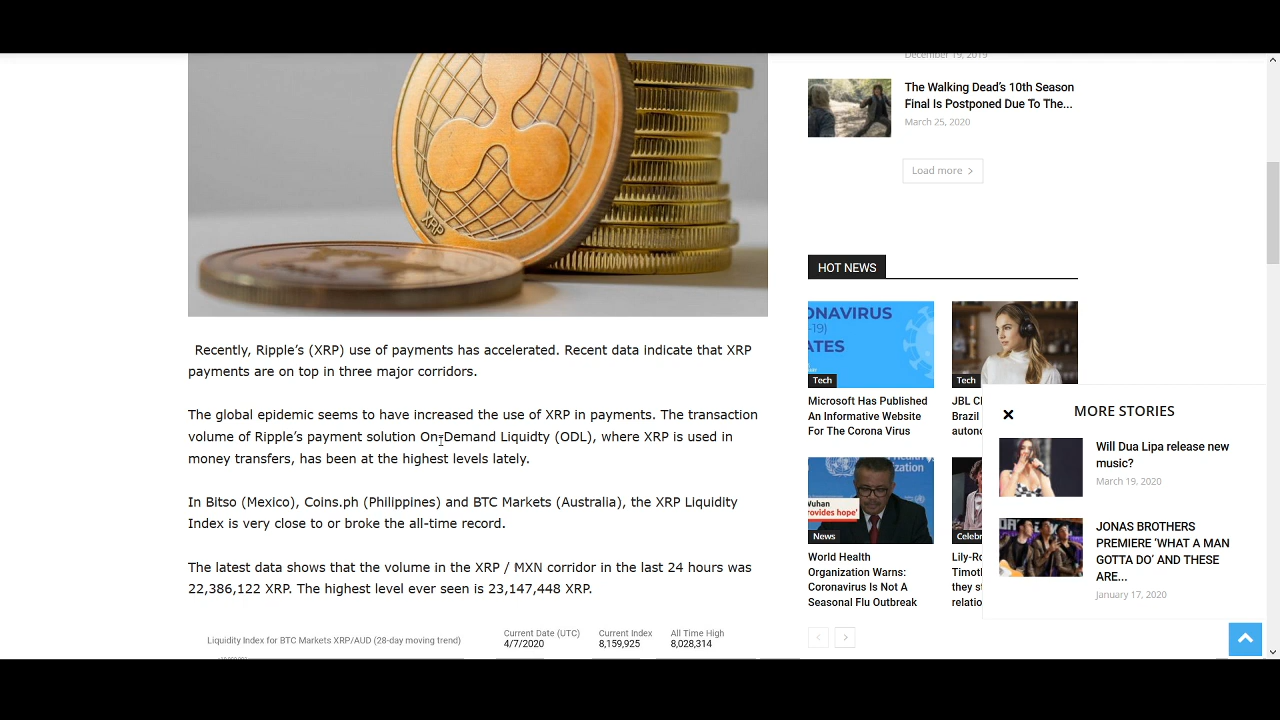 XRP
Recently, Ripple’s (XRP) use of payments has accelerated. Recent data indicate that XRP
payments are on top in three major corridors.
The global epidemic seems to have increased the use of XRP in payments. The transaction
volume of Ripple’s payment solution On-Demand Liquidty (ODL), where XRP is used in
money transfers, has been at the highest levels lately.
In Bitso (Mexico), Coins.ph (Philippines) and BTC Markets (Australia), the XRP Liquidity
Index is very close to or broke the all-time record.
The latest data shows that the volume in the XRP / MXN corridor in the last 24 hours was
22,386,122 XRP. The highest level ever seen is 23,147,448 XRP.
Liquidity Index for BTC Markets XRP/AUD (28-day moving trend)
Current Date (UTC)
4/7/2020
Current Index
8,159,925
All Time High
8,028,314
December 19, 2019
The Walking Dead’s 10th Season
Final Is Postponed Due To The...
March 25, 2020
Load more
HOT NEWS
ONAVIRUS
-19)
ATES
Tech
Microsoft Has Published
An Informative Website
For The Corona Virus
Tech
JBL C
Brazil
auton
Wuhan
rovides hope'
News
World Health
Organization Warns:
Coronavirus Is Not A
Seasonal Flu Outbreak
Celebr
Lily-Ro
Timoth
they s
relatio
MORE STORIES
Will Dua Lipa release new
music?
March 19, 2020
JONAS BROTHERS
PREMIERE ‘WHAT A MAN
GOTTA DO’ AND THESE
ARE...
January 17, 2020